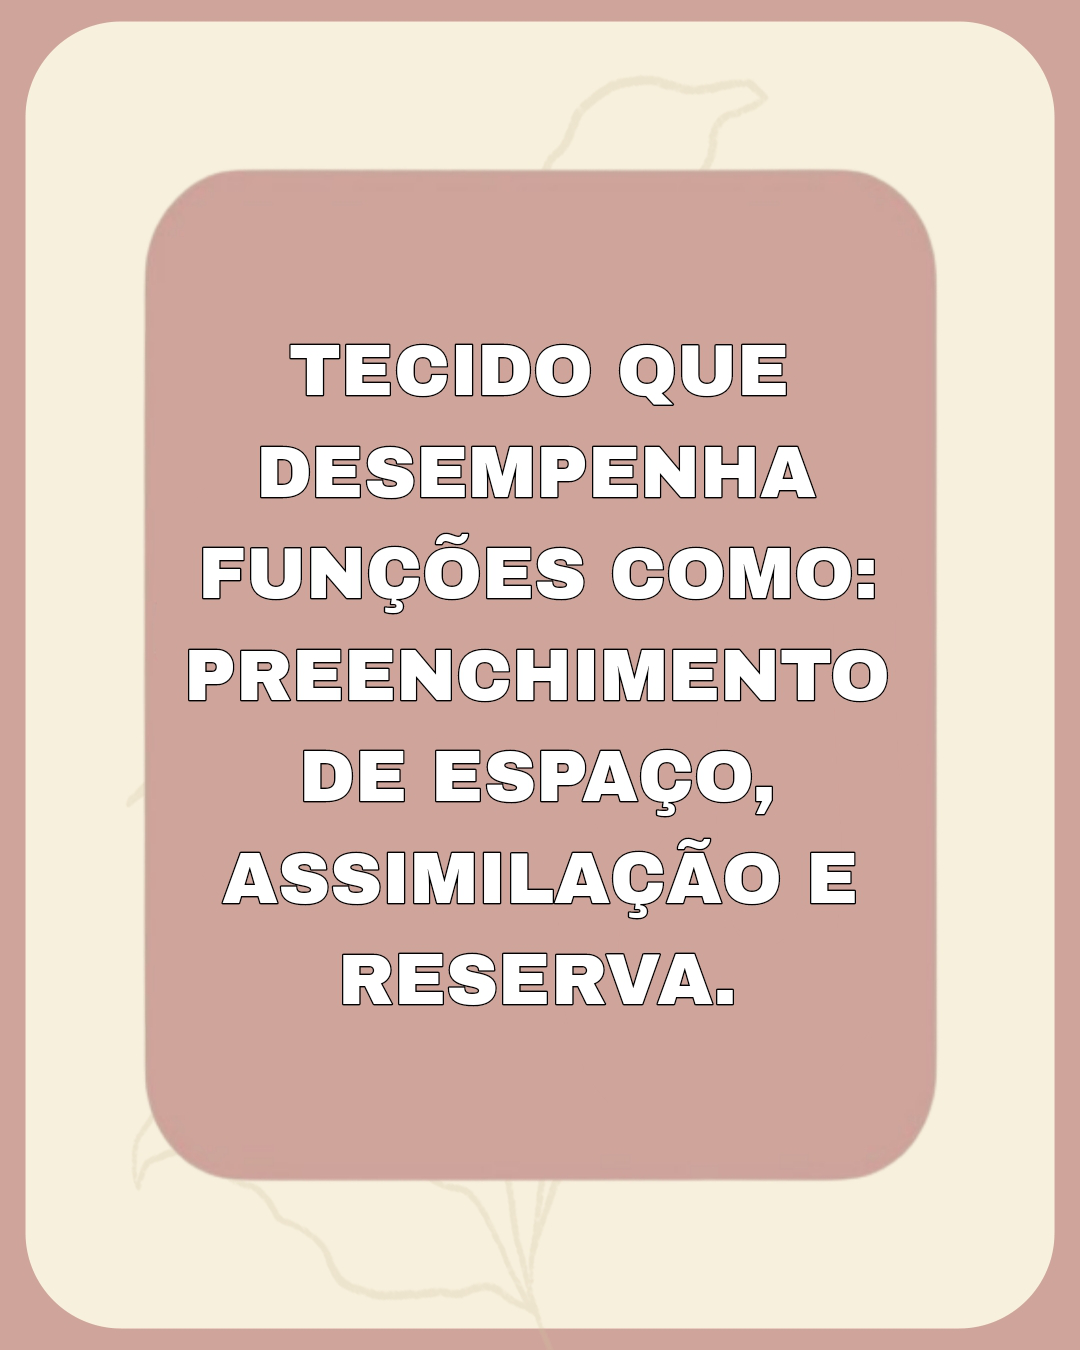 TECIDO QUE
DESEMPENHA
FUNÇÕES COMO:
PREENCHIMENTO
DE ESPAÇO,
ASSIMILAÇÃO E
RESERVA.